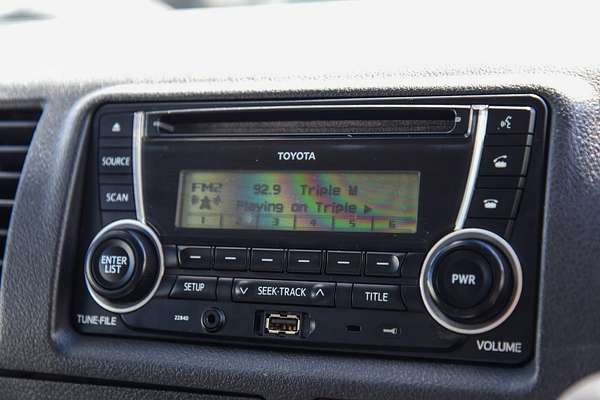 TOYOTA
SOURCE
SCAN
FM2 92.9 Triple M
Playing on Triple
1 2 3 4 5 6
ENTER
LIST
PWR
SETUP
SEEK·TRACK
TITLE
TUNE·FILE
22840
VOLUME